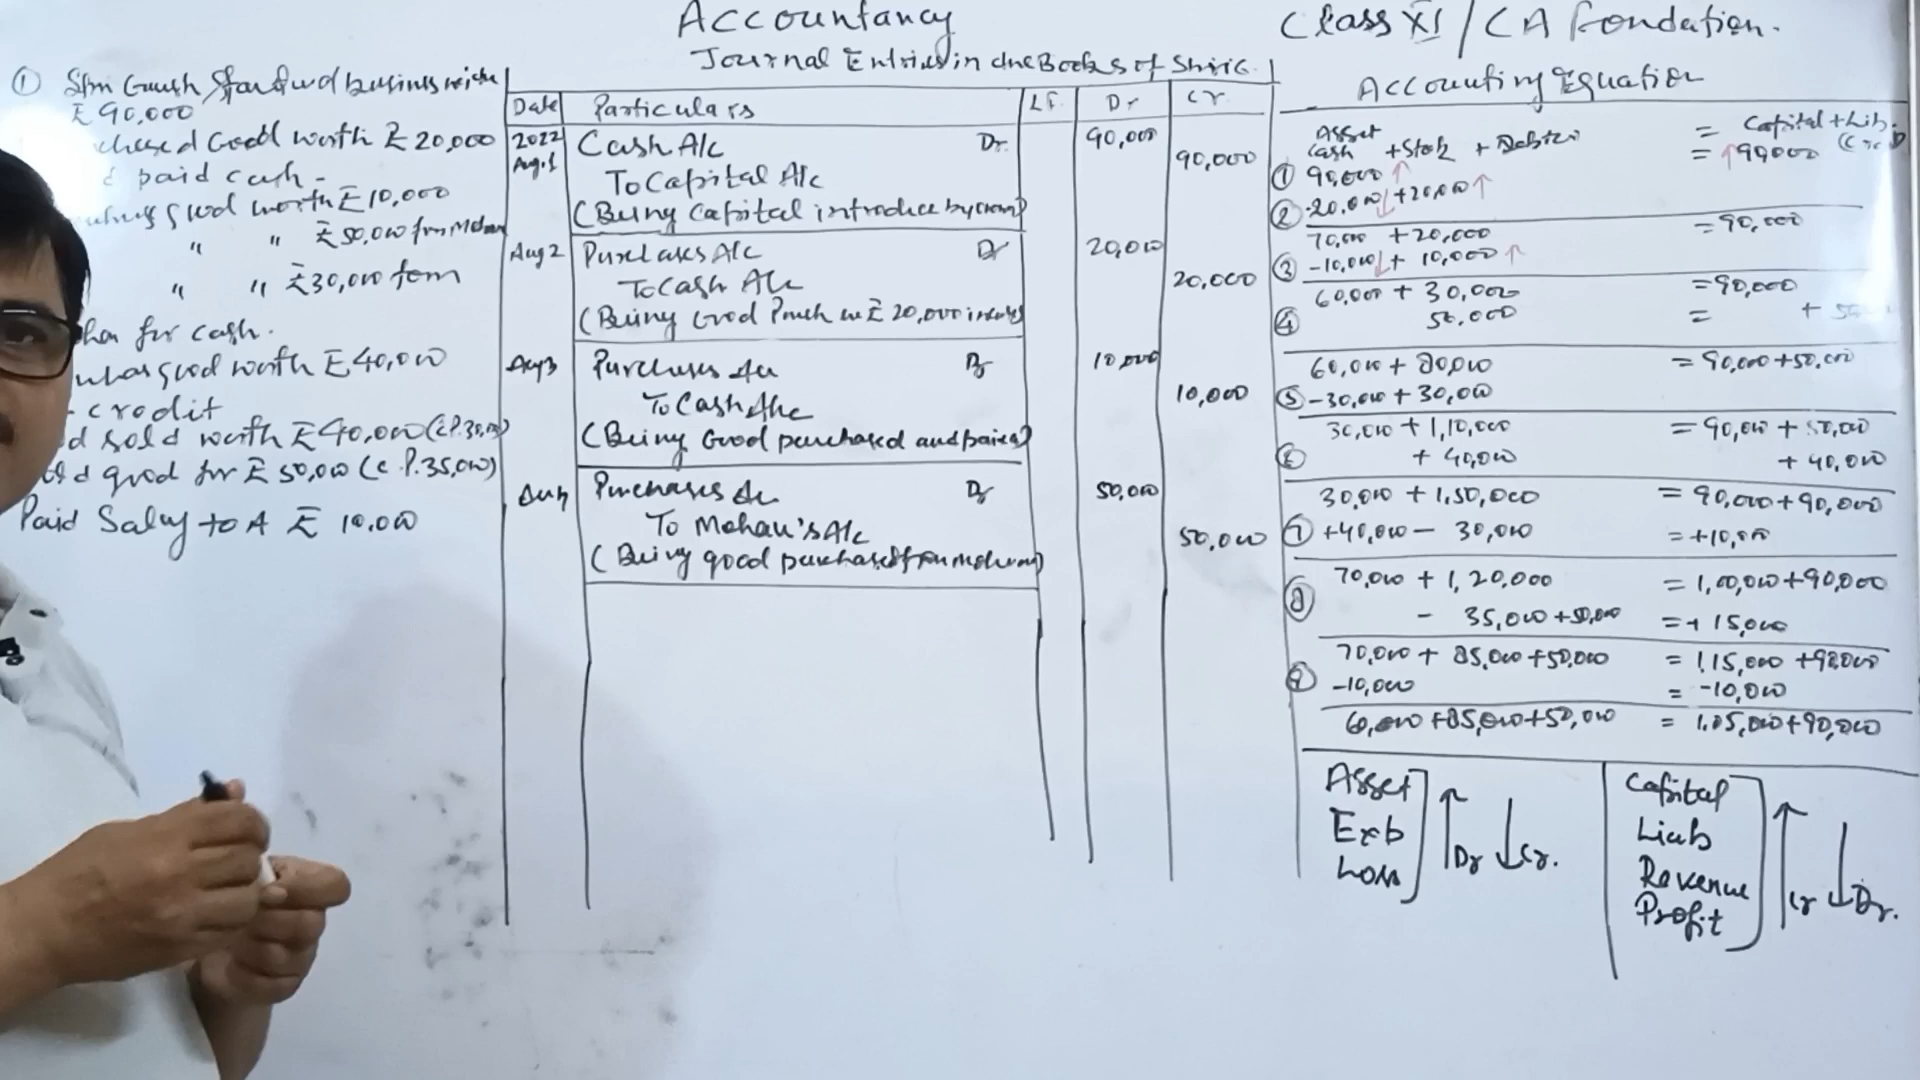 Accountancy
Class XI / CA Foundation.
Journal Entries in the Books of
① started business with
₹ 90,000
chased Good worth ₹ 20,000
paid cash -
good worth ₹ 10,000
" " ₹ 50,000 from Mohan
" " ₹ 30,000 form
han for cash.
good worth ₹ 40,000
credit
d sold worth ₹ 40,000 (C.P. 30,000)
good for ₹ 50,000 (C.P. 35,000)
Paid Salary to A ₹ 10,000
Date Particulars L.F. Dr Cr.
2022 Aug.1 Cash A/c Dr. 90,000
To Capital A/c 90,000
(Being Capital introduce by
Aug 2 Purchases A/c Dr 20,000
To Cash A/c 20,000
(Being Good ₹ 20,000 in
Aug 3 Purchases A/c Dr 10,000
To Cash A/c 10,000
(Being Good purchased and paid
Aug 4 Purchases A/c Dr 50,000
To Mohan's A/c 50,000
(Being good purchased from Mohan)
Accounting Equation
Asset = Capital + Lib.
Cash + Stock + Debtor
① 90,000 ↑ = ↑ 90,000
② -20,000 ↓ + 20,000 ↑
70,000 + 20,000 = 90,000
③ -10,000 ↓ + 10,000 ↑
60,000 + 30,000 = 90,000
④ 50,000 = +
60,000 + 80,000 = 90,000 + 50,000
⑤ -30,000 + 30,000
30,000 + 1,10,000 = 90,000 + 50,000
⑥ + 40,000 + 40,000
30,000 + 1,50,000 = 90,000 + 90,000
⑦ +40,000 - 30,000 = +10,000
70,000 + 1,20,000 = 1,00,000 + 90,000
⑧ - 35,000 + 50,000 = + 15,000
70,000 + 85,000 + 50,000 = 1,15,000 + 90,000
⑨ -10,000 = -10,000
60,000 + 85,000 + 50,000 = 1,05,000 + 90,000
Asset
Exp
Loss
↑ Dr ↓ Cr.
Capital
Liab
Revenue
Profit
↑ Cr ↓ Dr.